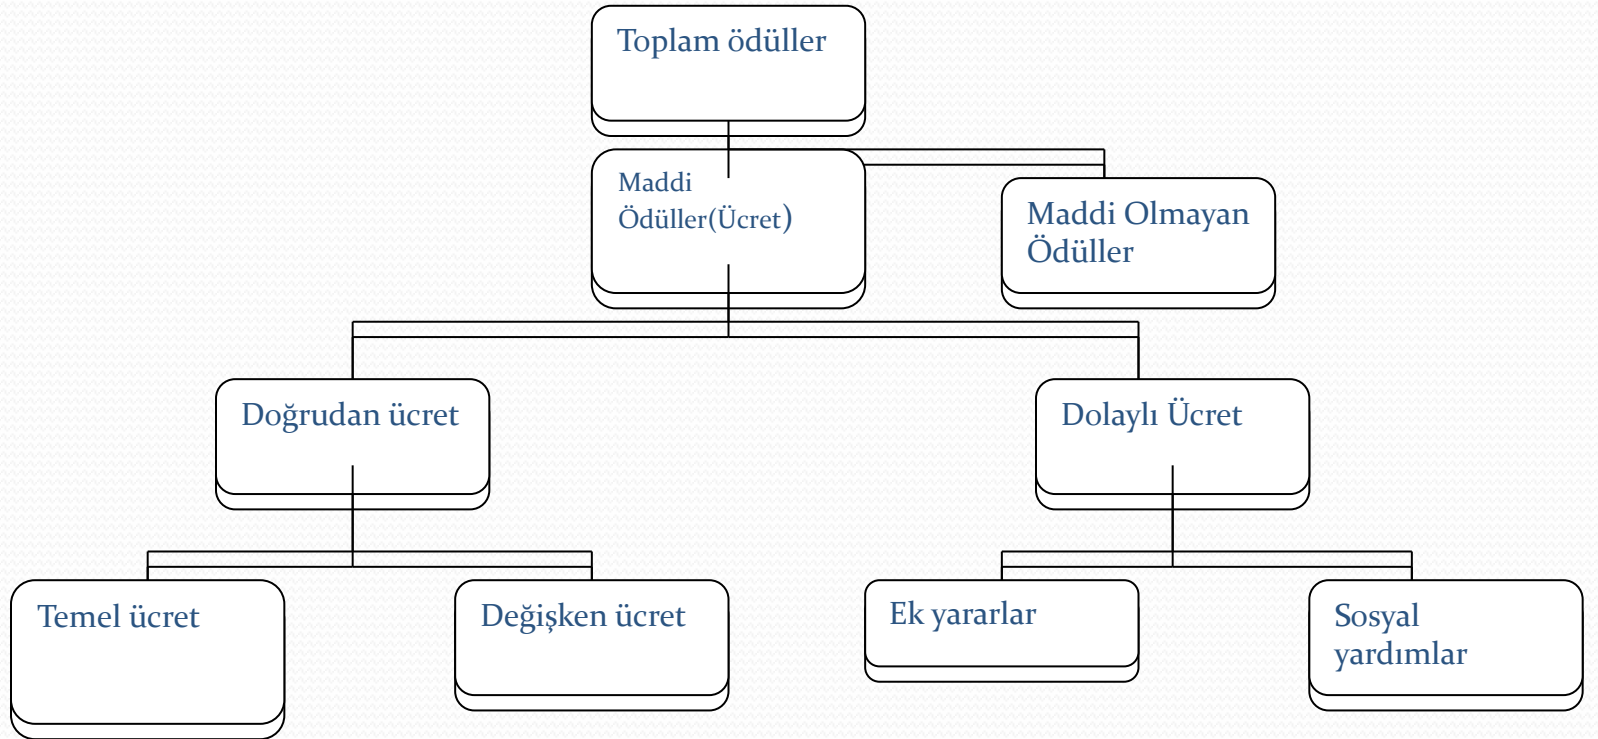 Toplam ödüller
Maddi
Ödüller(Ücret)
Maddi Olmayan
Ödüller
Doğrudan ücret
Dolaylı Ücret
Temel ücret
Değişken ücret
Ek yararlar
Sosyal
yardımlar